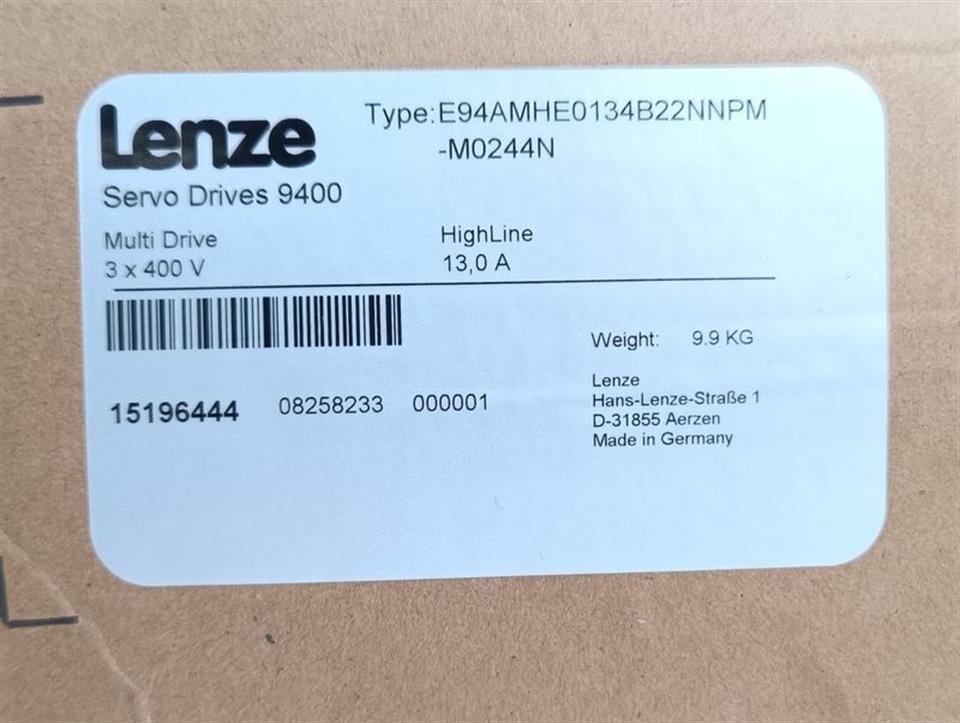 Lenze
Type:E94AMHE0134B22NNPM
-M0244N
Servo Drives 9400
Multi Drive HighLine
3 x 400 V 13,0 A
Weight: 9.9 KG
15196444 08258233 000001
Lenze
Hans-Lenze-Straße 1
D-31855 Aerzen
Made in Germany